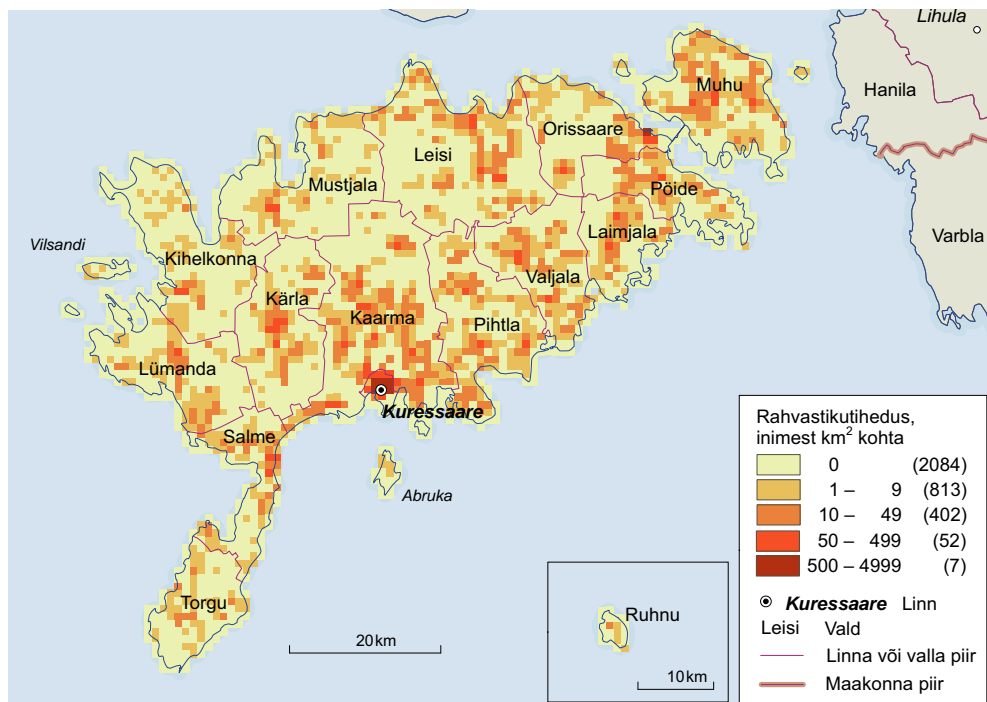 Lihula
Muhu
Hanila
Orissaare
Leisi
Mustjala
Pöide
Laimjala
Varbla
Vilsandi
Kihelkonna
Valjala
Kärla
Kaarma
Pihtla
Lümanda
Kuressaare
Salme
Abruka
Torgu
Ruhnu
20 km
10 km
Rahvastikutihedus,
inimest km² kohta
0 (2084)
1 – 9 (813)
10 – 49 (402)
50 – 499 (52)
500 – 4999 (7)
Kuressaare Linn
Leisi Vald
Linna või valla piir
Maakonna piir